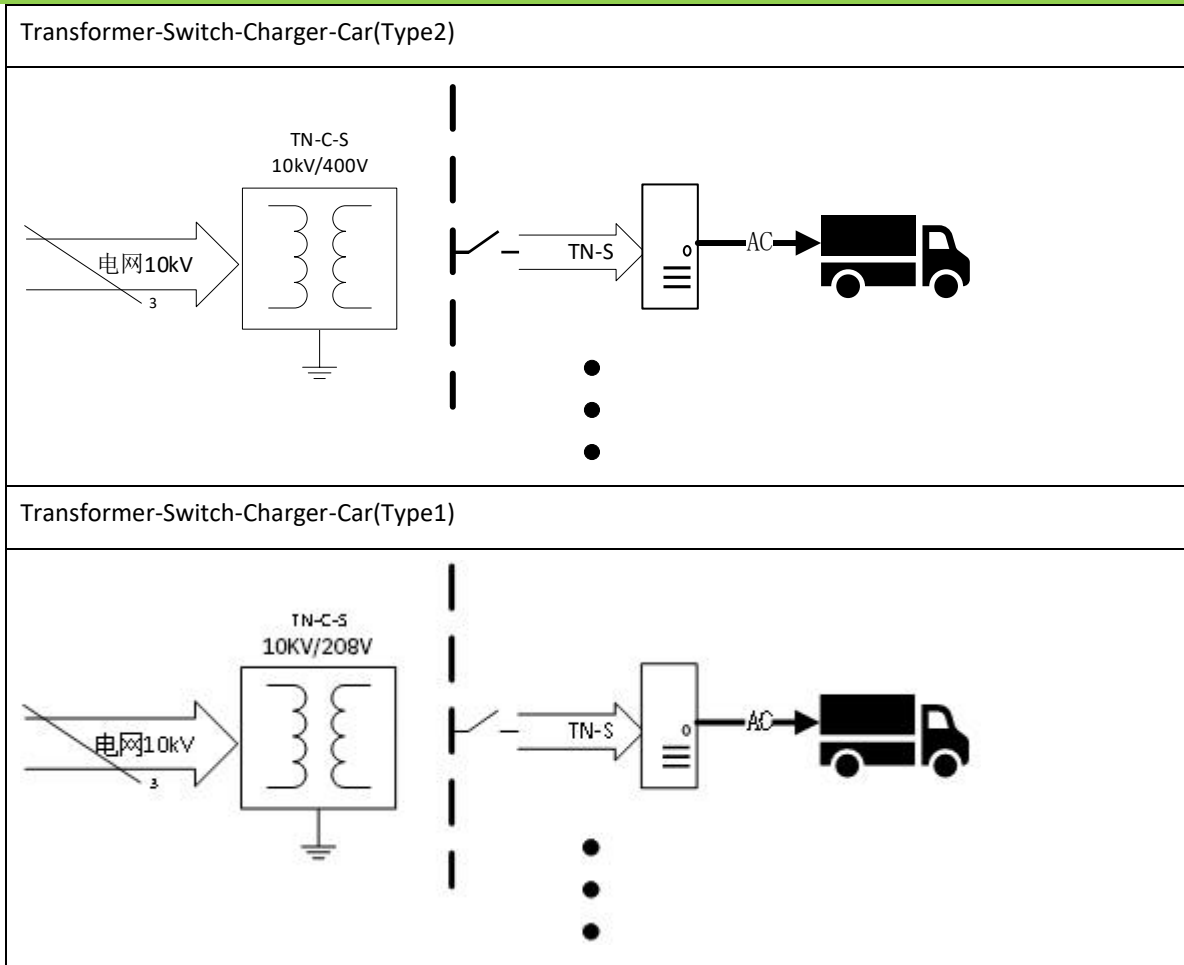 Transformer-Switch-Charger-Car(Type2)
TN-C-S
10kV/400V
电网10kV
3
TN-S
AC
Transformer-Switch-Charger-Car(Type1)
TN-C-S
10KV/208V
电网10kV
3
TN-S
AC